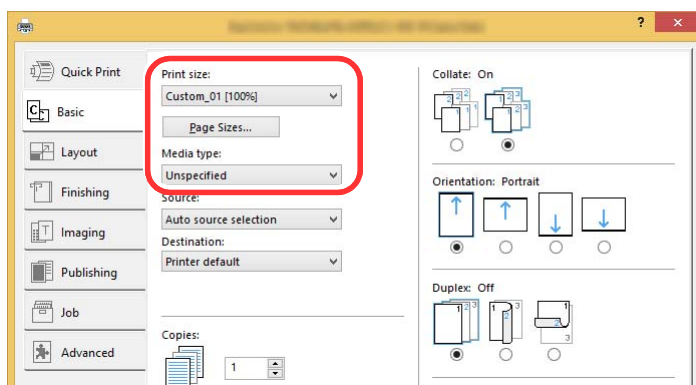 ?
Quick Print
Basic
Layout
Finishing
Imaging
Publishing
Job
Advanced
Print size:
Custom_01 [100%]
Page Sizes...
Media type:
Unspecified
Source:
Auto source selection
Destination:
Printer default
Copies:
1
Collate: On
Orientation: Portrait
Duplex: Off